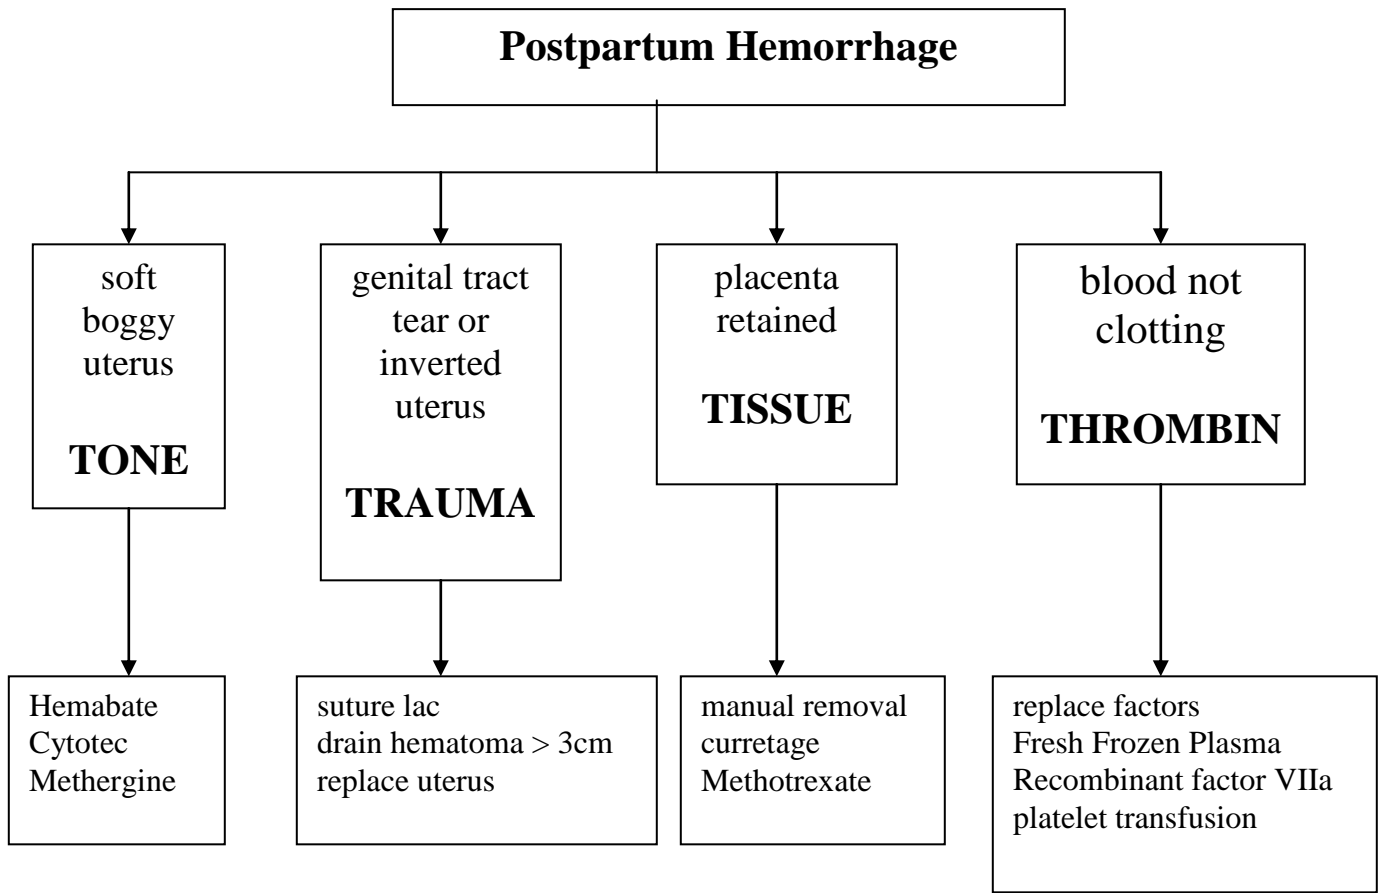 Postpartum Hemorrhage
soft
boggy
uterus
TONE
genital tract
tear or
inverted
uterus
TRAUMA
placenta
retained
TISSUE
blood not
clotting
THROMBIN
Hemabate
Cytotec
Methergine
suture lac
drain hematoma > 3cm
replace uterus
manual removal
curretage
Methotrexate
replace factors
Fresh Frozen Plasma
Recombinant factor VIIa
platelet transfusion